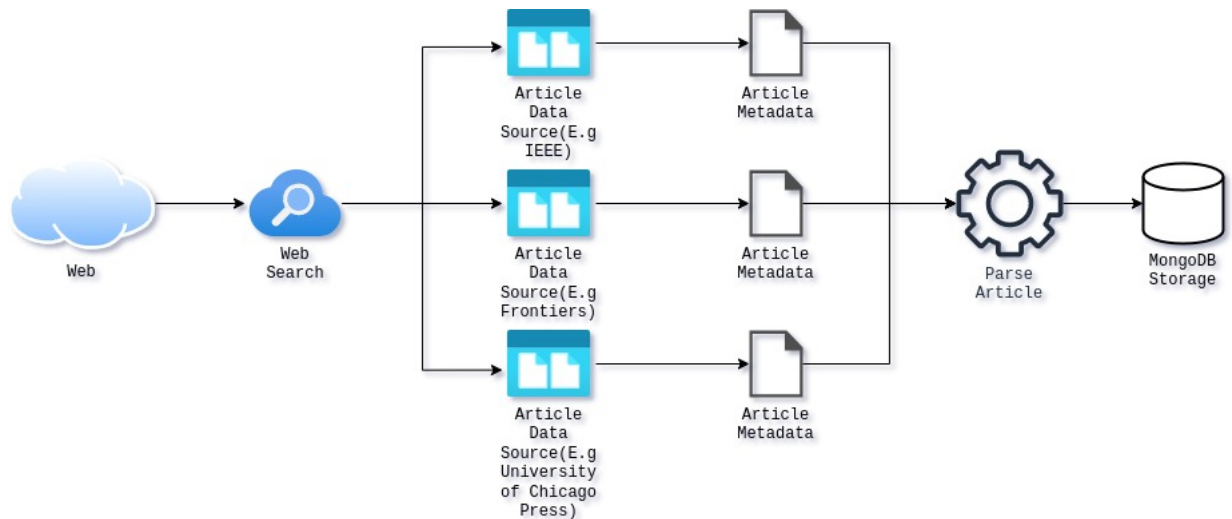 Web
Web
Search
Article
Data
Source(E.g
IEEE)
Article
Metadata
Article
Data
Source(E.g
Frontiers)
Article
Metadata
Article
Data
Source(E.g
University
of Chicago
Press)
Article
Metadata
Parse
Article
MongoDB
Storage